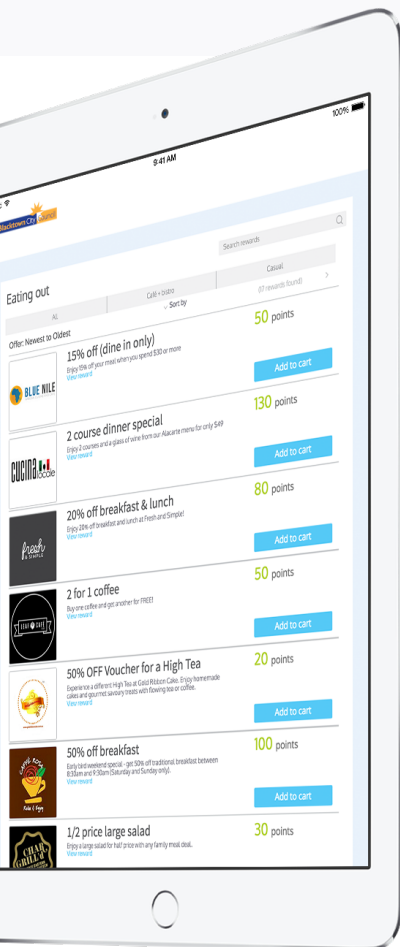 100%
9:41 AM
Blacktown City Council
Search rewards
Eating out
All
Café + bistro
Casual
Offer: Newest to Oldest
Sort by
(17 rewards found)
15% off (dine in only)
Enjoy 15% off your meal when you spend $30 or more
View reward
50 points
Add to cart
BLUE NILE
2 course dinner special
Enjoy 2 courses and a glass of wine from our Alacarte menu for only $49
View reward
130 points
Add to cart
CUCINA
locale
20% off breakfast & lunch
Enjoy 20% off breakfast and lunch at Fresh and Simple!
View reward
80 points
Add to cart
fresh
& SIMPLE
2 for 1 coffee
Buy one coffee and get another for FREE!
View reward
50 points
Add to cart
LEAF CAFE
50% OFF Voucher for a High Tea
Experience a different High Tea at Gold Ribbon Cake. Enjoy homemade
cakes and gourmet savoury treats with flowing tea or coffee.
View reward
20 points
Add to cart
50% off breakfast
Early bird weekend special - get 50% off traditional breakfast between
8:30am and 9:30am (Saturday and Sunday only).
View reward
100 points
Add to cart
1/2 price large salad
Enjoy a large salad for half price with any family meal deal.
View reward
30 points
CHAR
GRILL'D